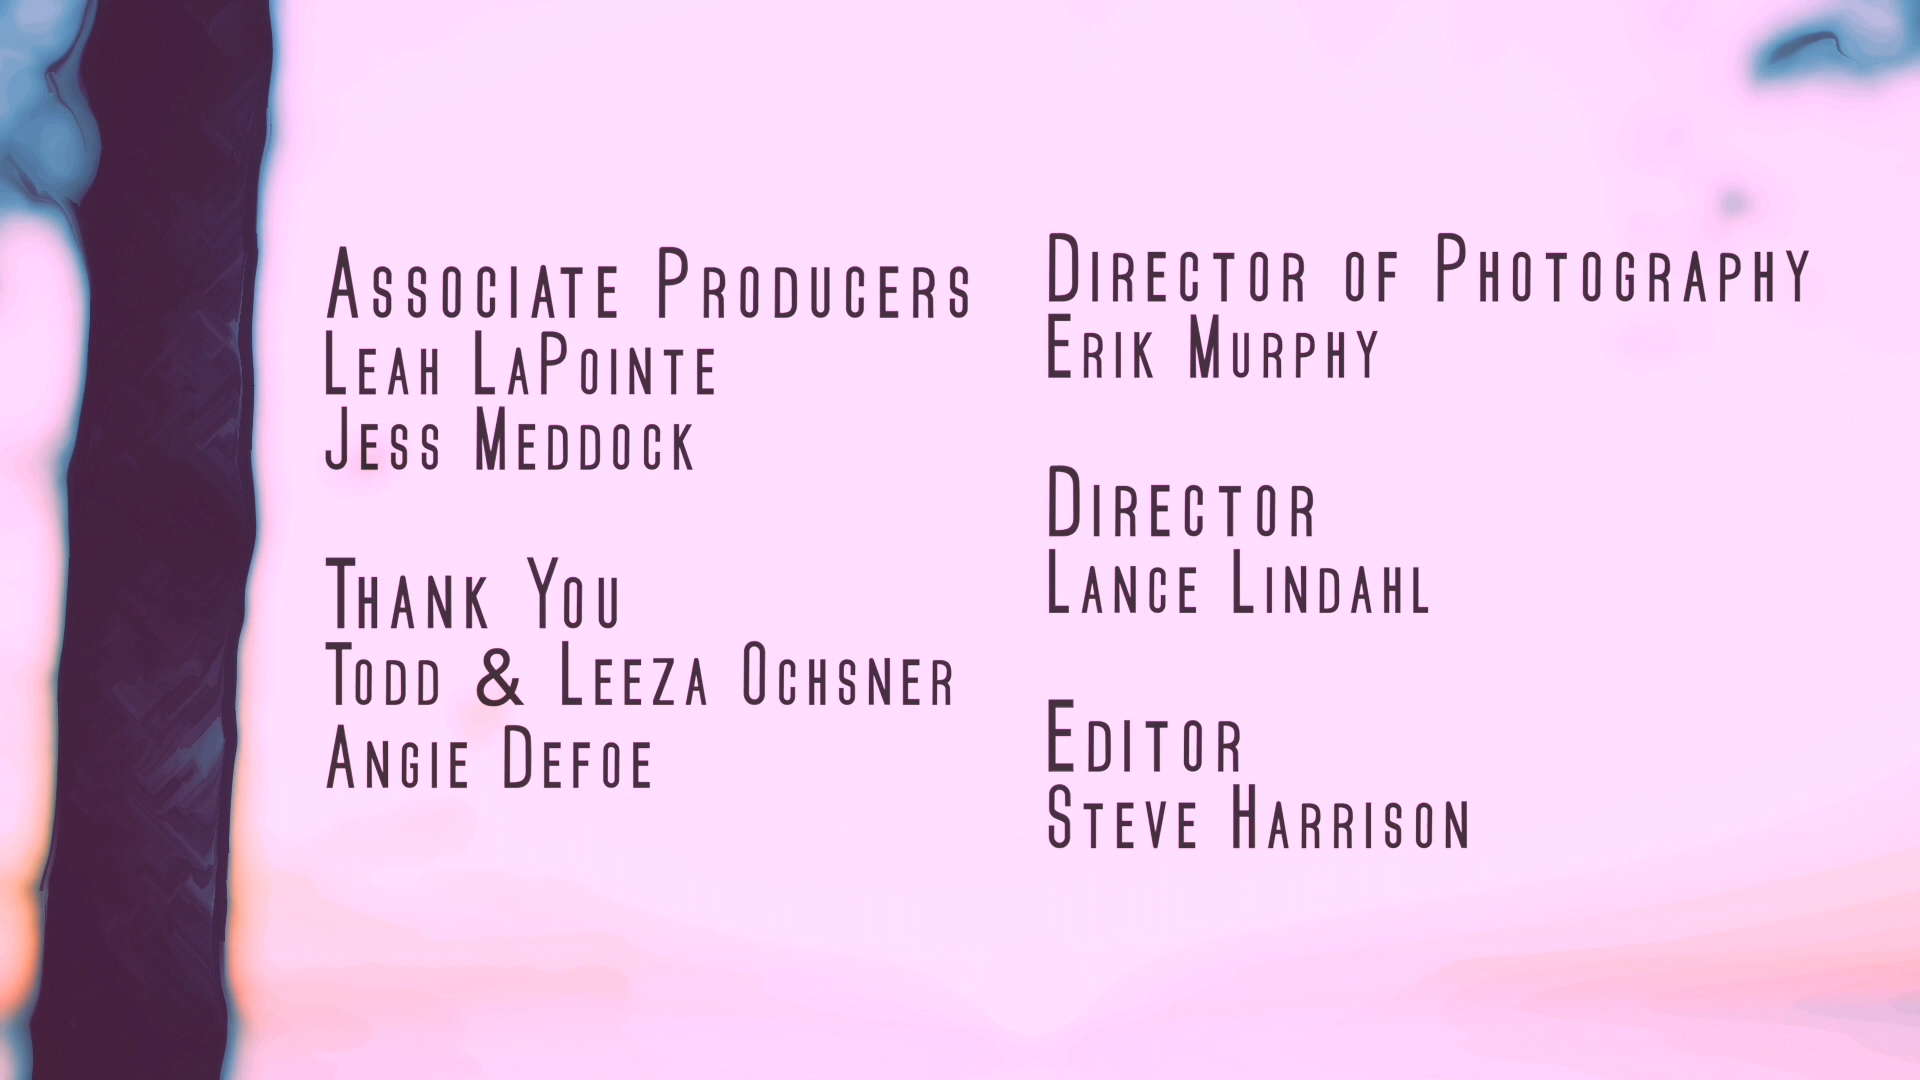 Associate Producers
Leah LaPointe
Jess Meddock
Thank You
Todd & Leeza Ochsner
Angie Defoe
Director of Photography
Erik Murphy
Director
Lance Lindahl
Editor
Steve Harrison